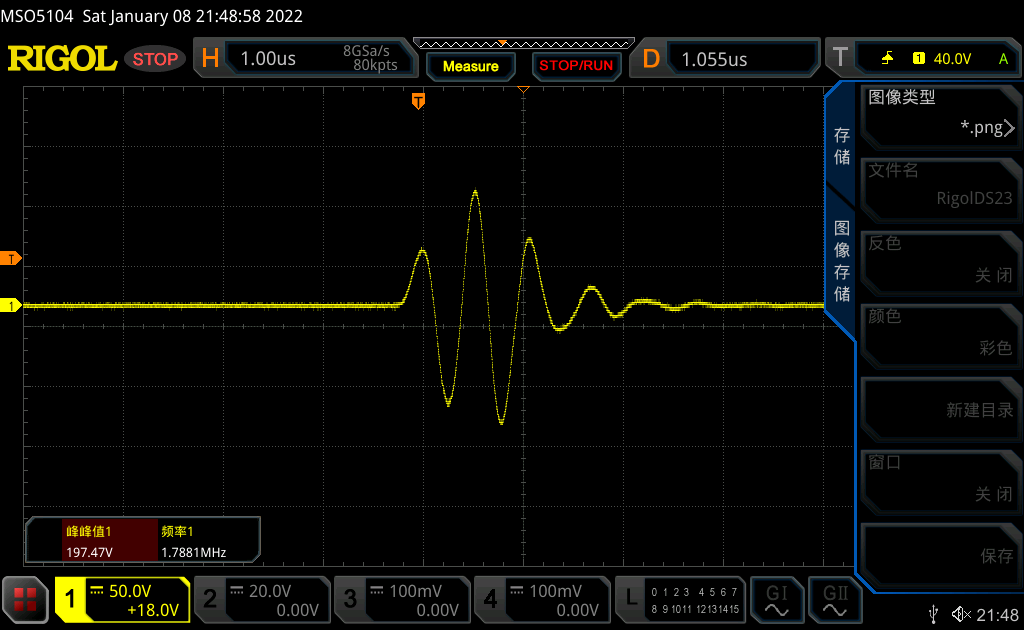 MSO5104 Sat January 08 21:48:58 2022
RIGOL
STOP
H
1.00us
8GSa/s
80kpts
Measure
STOP/RUN
D
1.055us
T
1
40.0V
A
T
T
1
存储
图像存储
图像类型
*.png
文件名
RigolDS23
反色
关闭
颜色
彩色
新建目录
窗口
关闭
保存
峰峰值1
197.47V
频率1
1.7881MHz
1
50.0V
+18.0V
2
20.0V
0.00V
3
100mV
0.00V
4
100mV
0.00V
L
0 1 2 3 4 5 6 7
8 9 10 11 12 13 14 15
GI
GII
21:48